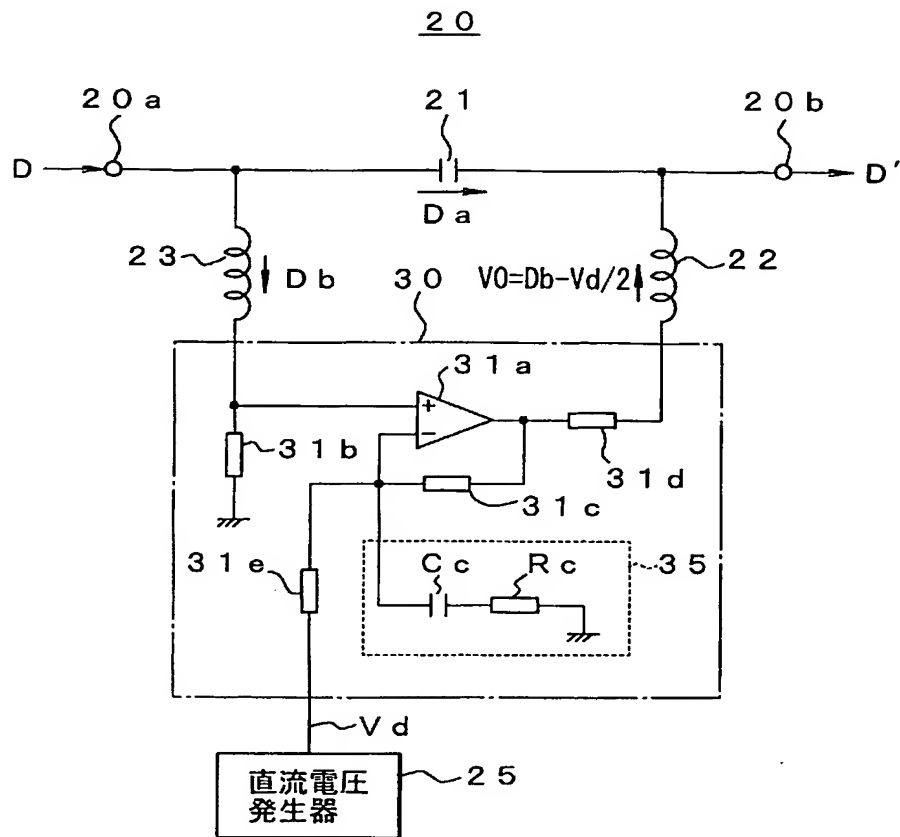 ２０
２０ａ
２１
２０ｂ
D
D'
Dａ
２３
Dｂ
３０
V0=Db-Vd/2
２２
３１ａ
+
−
３１ｂ
３１ｃ
３１ｄ
３１ｅ
Cｃ
Rｃ
３５
Vｄ
直流電圧
発生器
２５